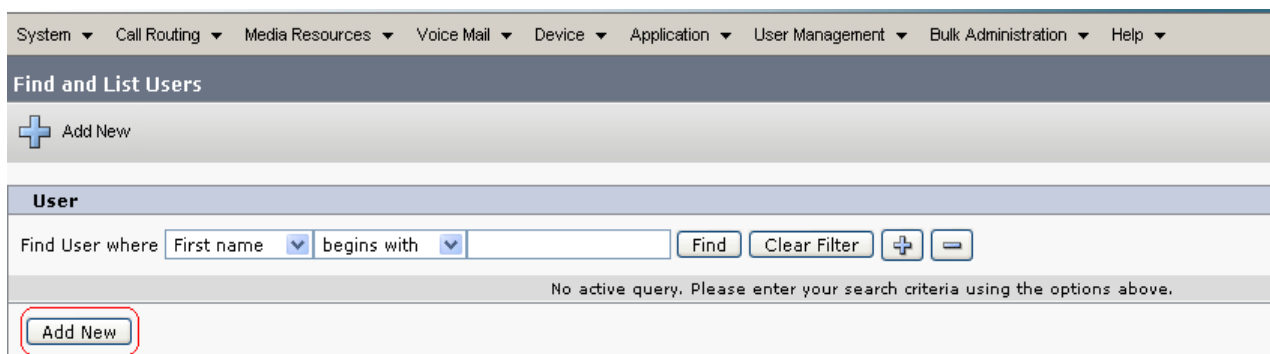 System Call Routing Media Resources Voice Mail Device Application User Management Bulk Administration Help
Find and List Users
Add New
User
Find User where First name begins with Find Clear Filter
No active query. Please enter your search criteria using the options above.
Add New